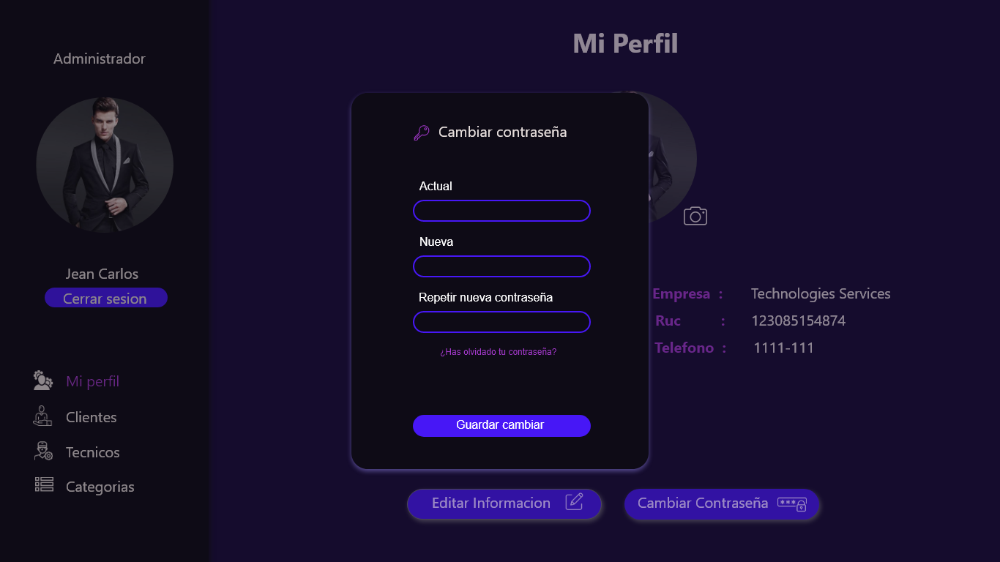 Administrador
Jean Carlos
Cerrar sesion
Mi perfil
Clientes
Tecnicos
Categorias
Mi Perfil
Cambiar contraseña
Actual
Nueva
Repetir nueva contraseña
¿Has olvidado tu contraseña?
Guardar cambiar
Empresa : Technologies Services
Ruc : 123085154874
Telefono : 1111-111
Editar Informacion
Cambiar Contraseña ***